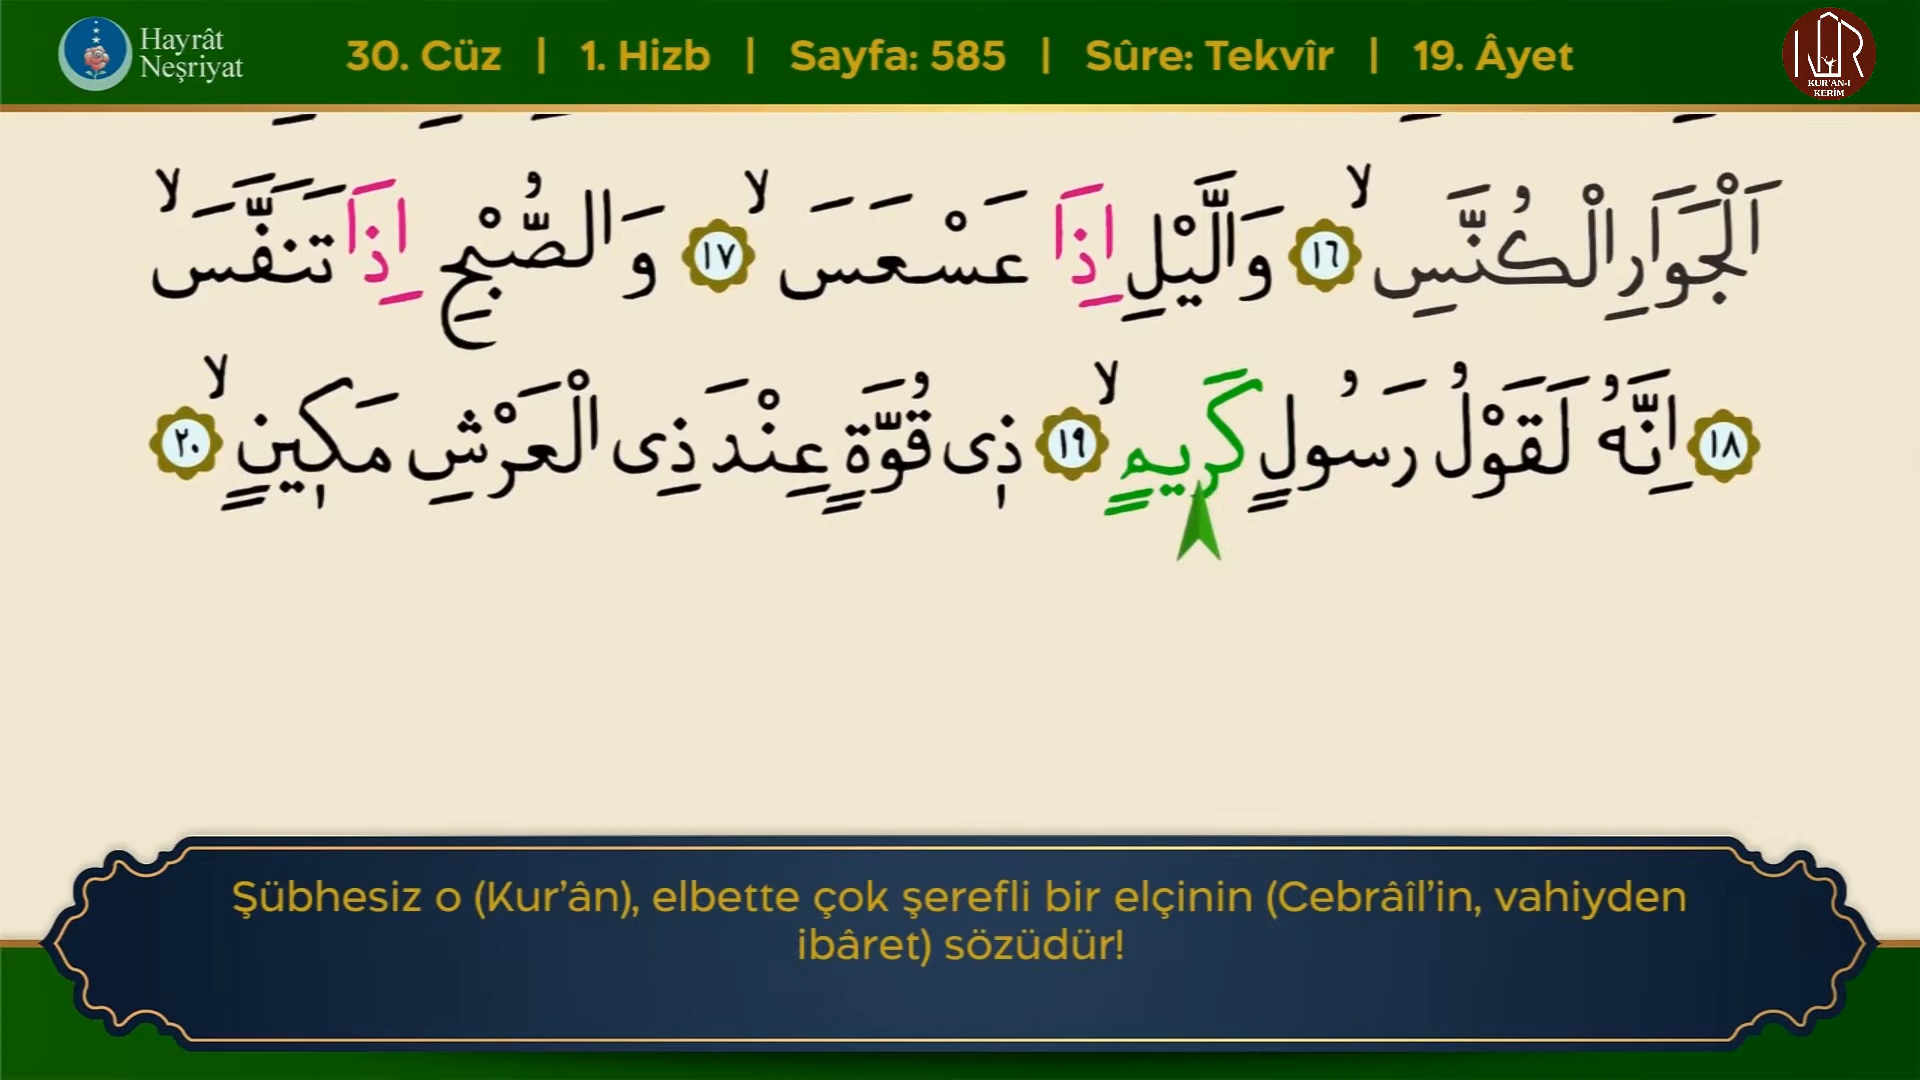 Hayrât
Neşriyat
30. Cüz | 1. Hizb | Sayfa: 585 | Sûre: Tekvîr | 19. Âyet
KUR'AN-I
KERİM
اَلْجَوَارِ الْكُنَّسِۙ ﴿١٦﴾ وَالَّيْلِ اِذَا عَسْعَسَۙ ﴿١٧﴾ وَالصُّبْحِ اِذَا تَنَفَّسَۙ
﴿١٨﴾ اِنَّهُ لَقَوْلُ رَسُولٍ كَرِيمٍۙ ﴿١٩﴾ ذٖى قُوَّةٍ عِنْدَ ذِى الْعَرْشِ مَكٖينٍۙ ﴿٢٠﴾
Şübhesiz o (Kur’ân), elbette çok şerefli bir elçinin (Cebrâîl’in, vahiyden
ibâret) sözüdür!